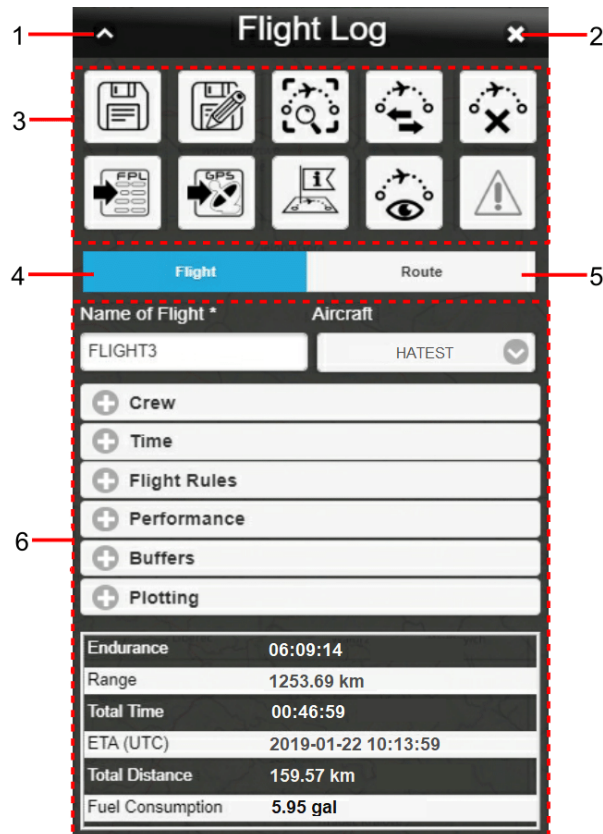 1 Flight Log 2
3
FPL GPS i
4 Flight Route 5
Name of Flight * Aircraft
FLIGHT3 HATEST
Crew
Time
Flight Rules
Performance
6
Buffers
Plotting
Endurance 06:09:14
Range 1253.69 km
Total Time 00:46:59
ETA (UTC) 2019-01-22 10:13:59
Total Distance 159.57 km
Fuel Consumption 5.95 gal